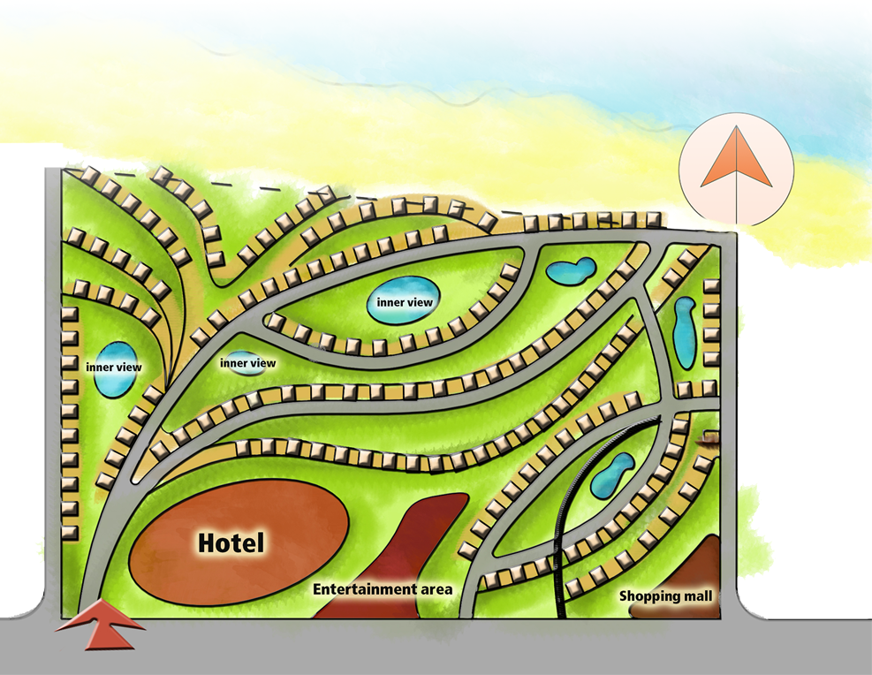 inner view
inner view
inner view
Hotel
Entertainment area
Shopping mall